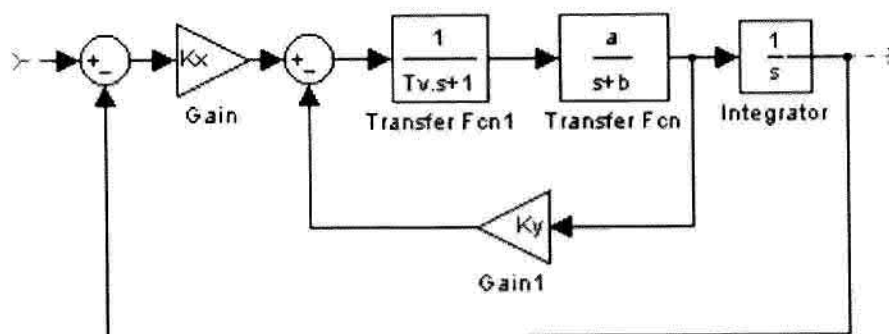 +
−
Kx
Gain
+
−
1
Tv.s+1
Transfer Fcn1
a
s+b
Transfer Fcn
1
s
Integrator
Ky
Gain1